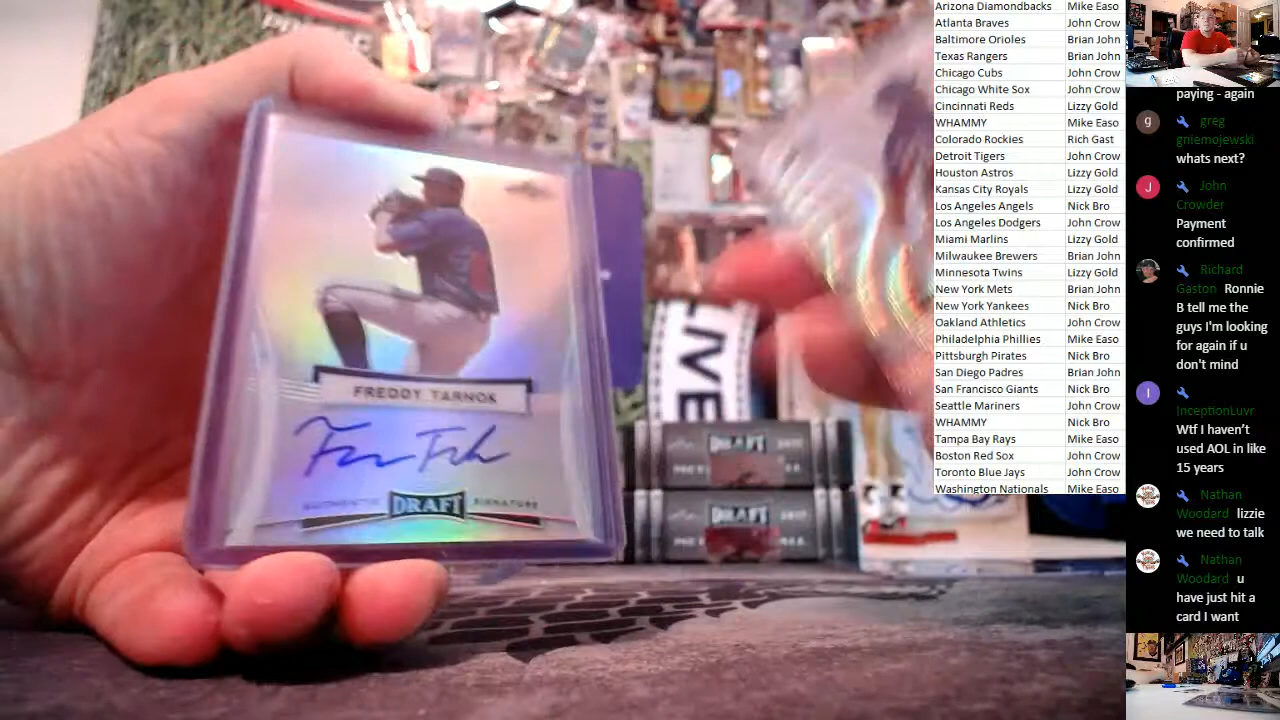 FREDDY TARNOK
AUTHENTIC DRAFT SIGNATURE
LIVE
DRAFT
DRAFT
Arizona Diamondbacks Mike Easo
Atlanta Braves John Crow
Baltimore Orioles Brian John
Texas Rangers Brian John
Chicago Cubs John Crow
Chicago White Sox John Crow
Cincinnati Reds Lizzy Gold
WHAMMY Mike Easo
Colorado Rockies Rich Gast
Detroit Tigers John Crow
Houston Astros Lizzy Gold
Kansas City Royals Lizzy Gold
Los Angeles Angels Nick Bro
Los Angeles Dodgers John Crow
Miami Marlins Lizzy Gold
Milwaukee Brewers Brian John
Minnesota Twins Lizzy Gold
New York Mets Brian John
New York Yankees Nick Bro
Oakland Athletics John Crow
Philadelphia Phillies Mike Easo
Pittsburgh Pirates Nick Bro
San Diego Padres Brian John
San Francisco Giants Nick Bro
Seattle Mariners John Crow
WHAMMY Nick Bro
Tampa Bay Rays Mike Easo
Boston Red Sox John Crow
Toronto Blue Jays John Crow
Washington Nationals Mike Easo
paying - again
g greg
gniemojewski
whats next?
J John
Crowder
Payment
confirmed
Richard
Gaston Ronnie
B tell me the
guys I'm looking
for again if u
don't mind
I
InceptionLuvr
Wtf I haven't
used AOL in like
15 years
Nathan
Woodard lizzie
we need to talk
Nathan
Woodard u
have just hit a
card I want